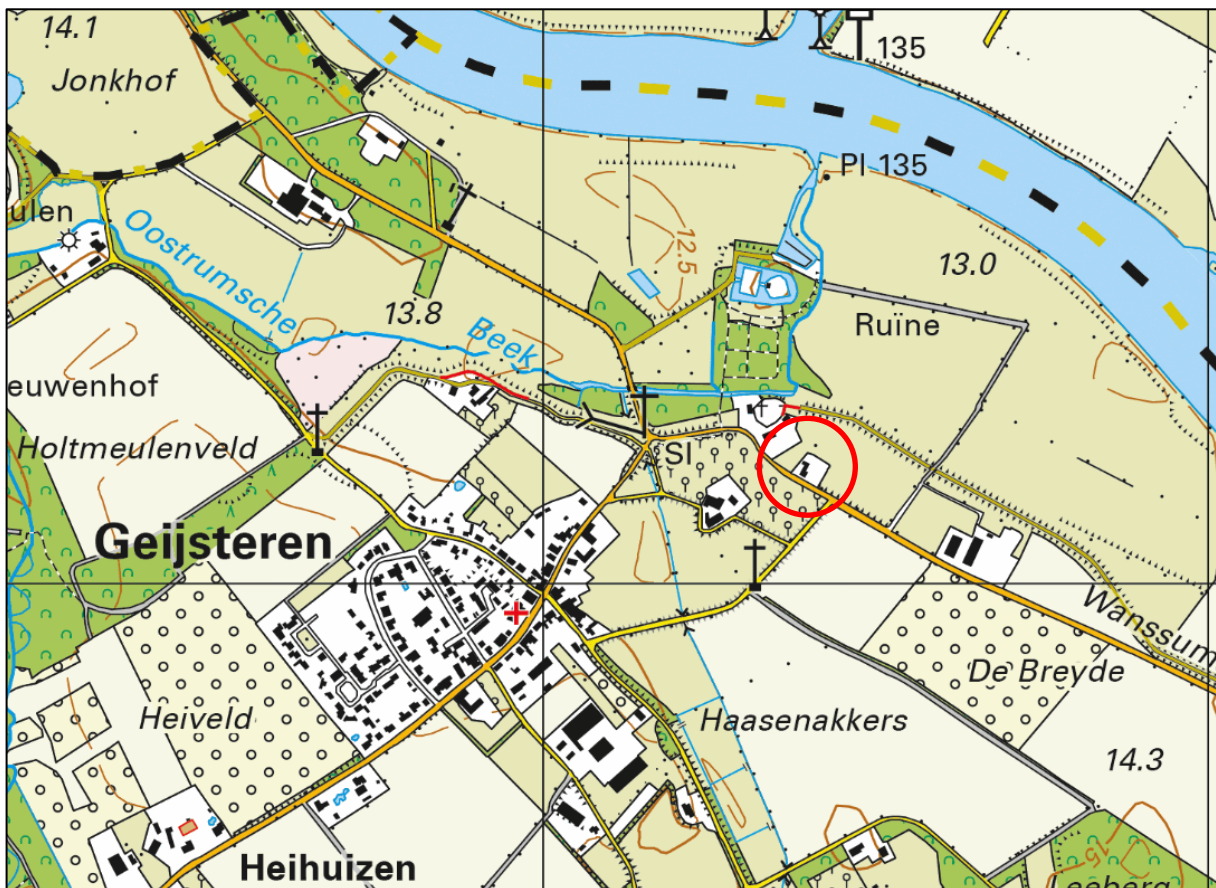 14.1
Jonkhof
135
Pl 135
ulen
Oostrumsche
Beek
12.5
13.0
13.8
Ruïne
euwenhof
Holtmeulenveld
Sl
Geijsteren
Wanssum
De Breyde
Heiveld
Haasenakkers
14.3
Heihuizen
15